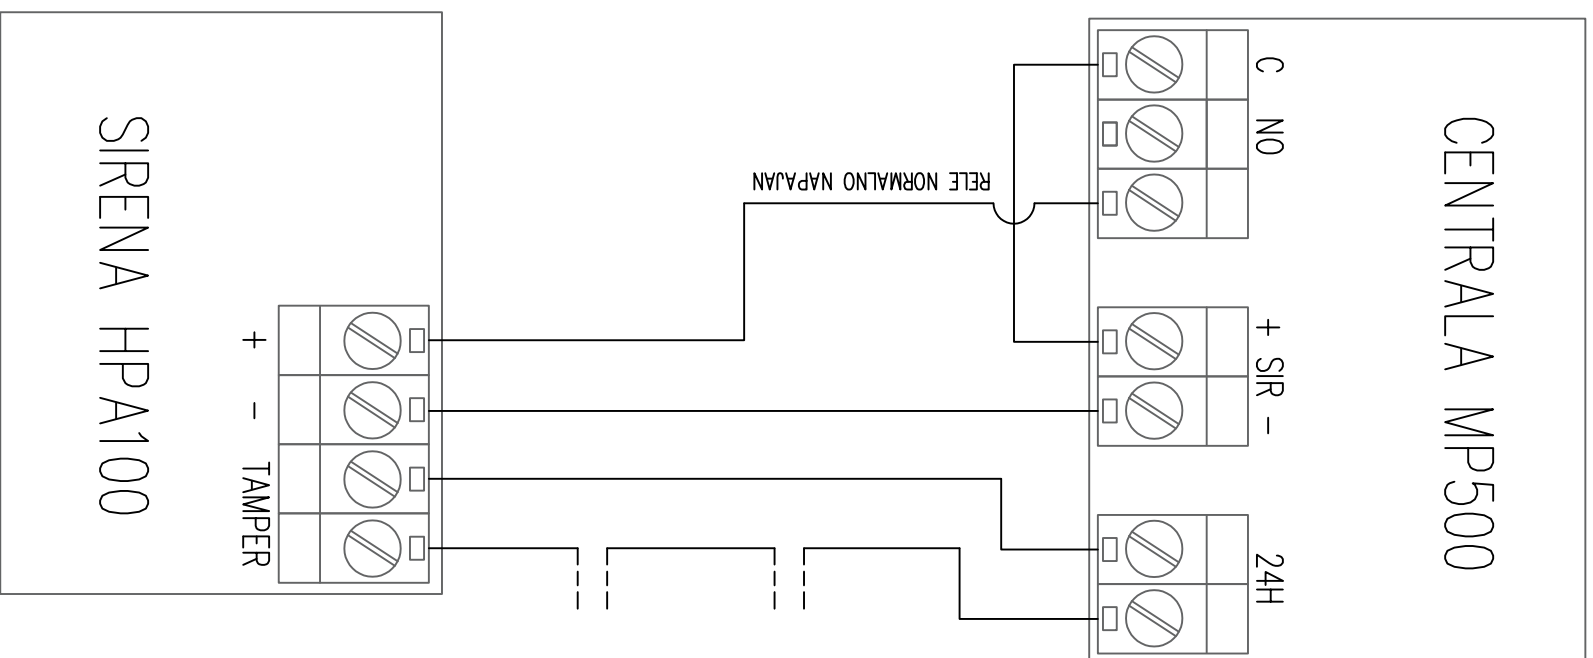 SIRENA HPA100
+
-
TAMPER
RELE NORMALNO NAPAJAN
C
NO
+ SIR -
24H
CENTRALA MP500